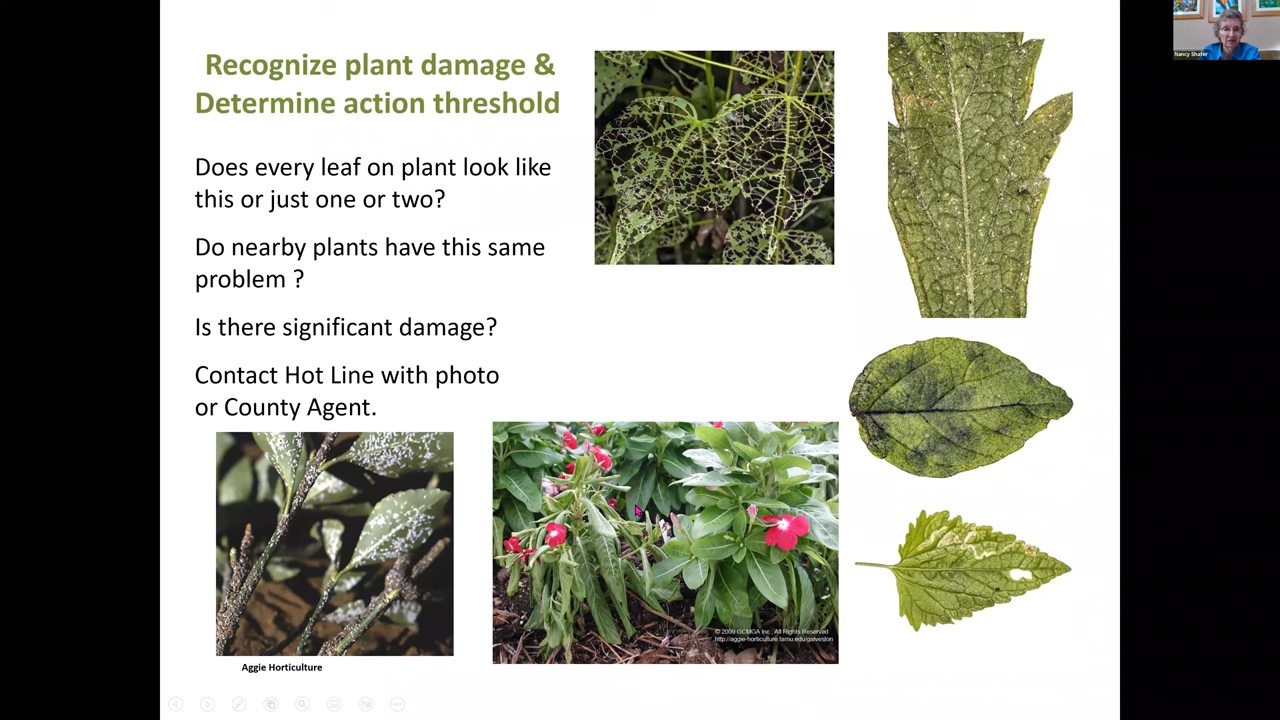 Recognize plant damage &
Determine action threshold
Does every leaf on plant look like
this or just one or two?
Do nearby plants have this same
problem ?
Is there significant damage?
Contact Hot Line with photo
or County Agent.
Aggie Horticulture
© 2009 GCMGA Inc., All Rights Reserved
http://aggie-horticulture.tamu.edu/galveston
Nancy Shafer